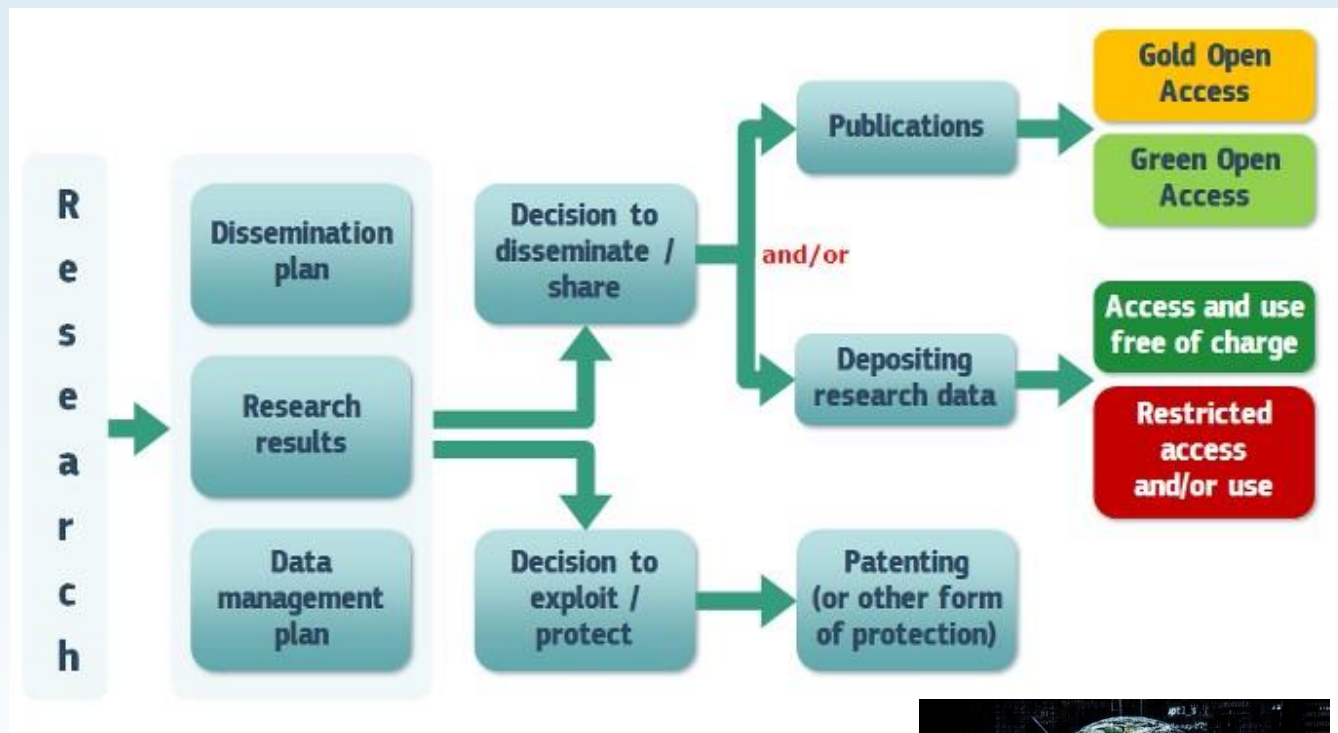 Research
Dissemination
plan
Research
results
Data
management
plan
Decision to
disseminate /
share
Decision to
exploit /
protect
and/or
Publications
Depositing
research data
Patenting
(or other form
of protection)
Gold Open
Access
Green Open
Access
Access and use
free of charge
Restricted
access
and/or use